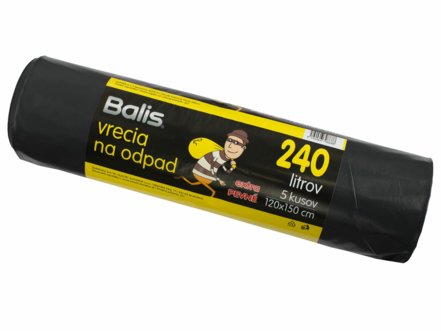 Balis
vrecia
na odpad
extra
PEVNÉ
240
litrov
5 kusov
120x150 cm